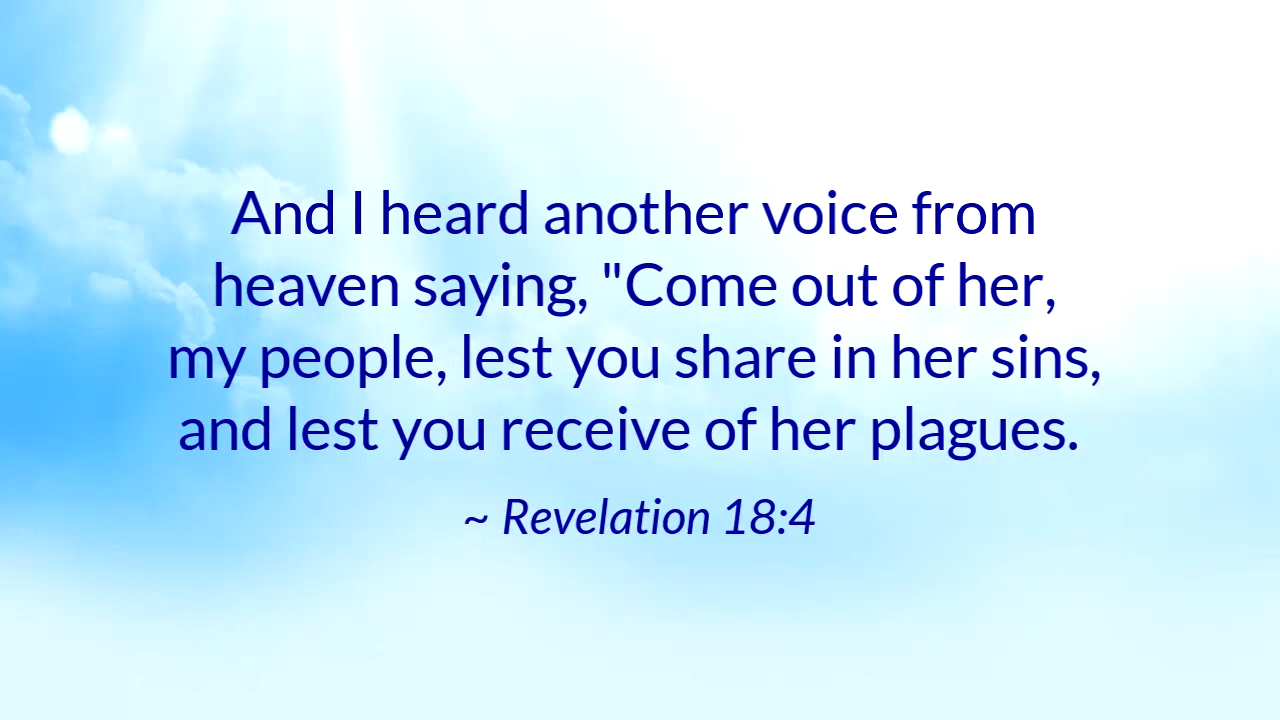 And I heard another voice from
heaven saying, "Come out of her,
my people, lest you share in her sins,
and lest you receive of her plagues.
~ Revelation 18:4